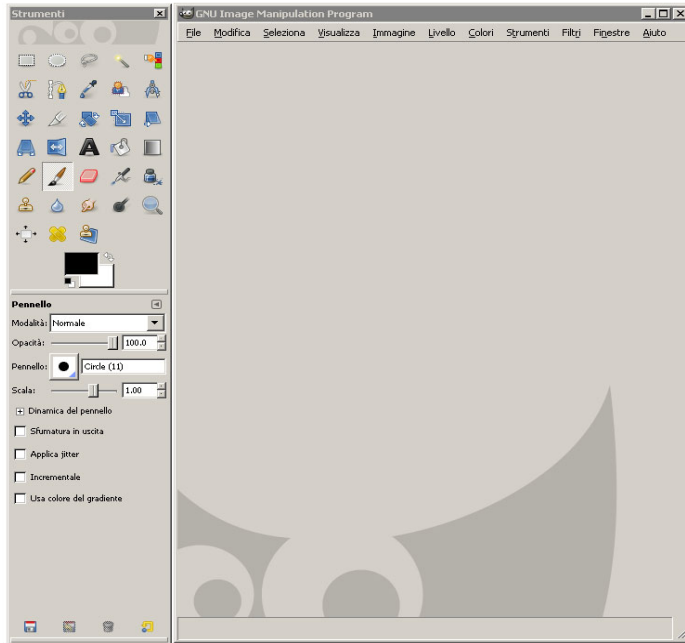 Strumenti
GNU Image Manipulation Program
File Modifica Seleziona Visualizza Immagine Livello Colori Strumenti Filtri Finestre Aiuto
Pennello
Modalità: Normale
Opacità: 100.0
Pennello: Circle (11)
Scala: 1.00
Dinamica del pennello
Sfumatura in uscita
Applica jitter
Incrementale
Usa colore del gradiente